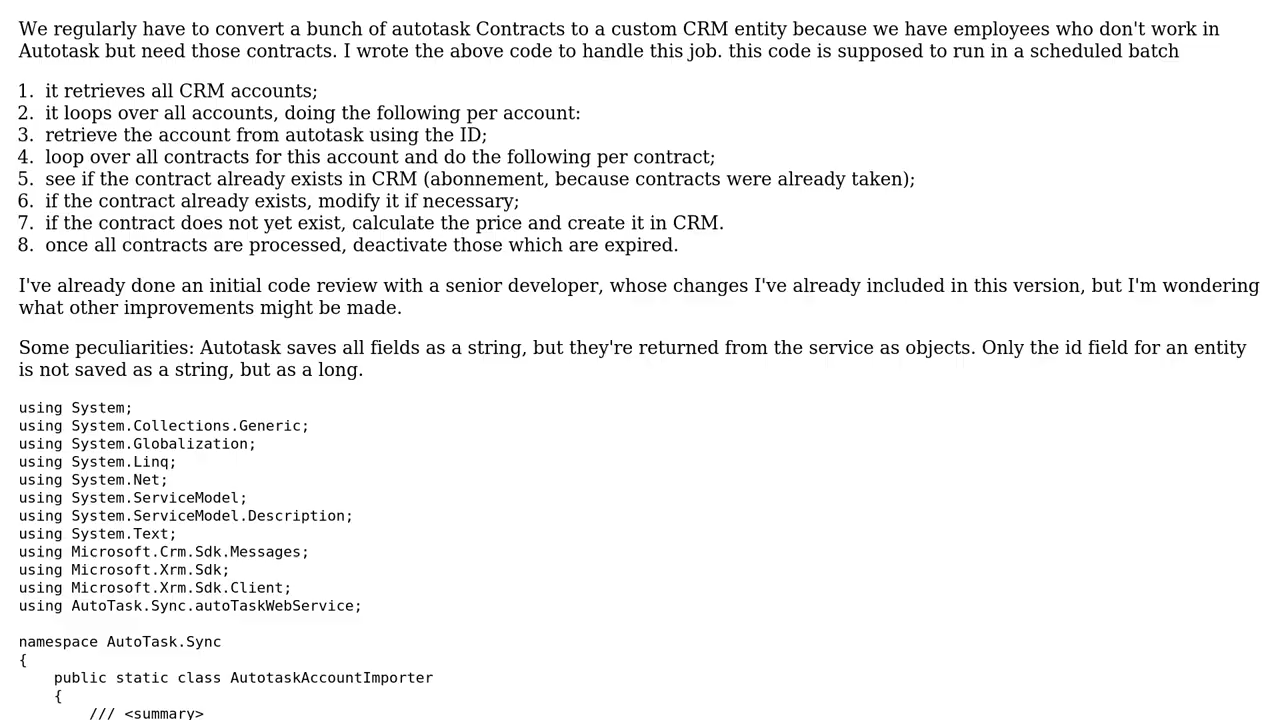 We regularly have to convert a bunch of autotask Contracts to a custom CRM entity because we have employees who don't work in
Autotask but need those contracts. I wrote the above code to handle this job. this code is supposed to run in a scheduled batch
1. it retrieves all CRM accounts;
2. it loops over all accounts, doing the following per account:
3. retrieve the account from autotask using the ID;
4. loop over all contracts for this account and do the following per contract;
5. see if the contract already exists in CRM (abonnement, because contracts were already taken);
6. if the contract already exists, modify it if necessary;
7. if the contract does not yet exist, calculate the price and create it in CRM.
8. once all contracts are processed, deactivate those which are expired.
I've already done an initial code review with a senior developer, whose changes I've already included in this version, but I'm wondering
what other improvements might be made.
Some peculiarities: Autotask saves all fields as a string, but they're returned from the service as objects. Only the id field for an entity
is not saved as a string, but as a long.
using System;
using System.Collections.Generic;
using System.Globalization;
using System.Linq;
using System.Net;
using System.ServiceModel;
using System.ServiceModel.Description;
using System.Text;
using Microsoft.Crm.Sdk.Messages;
using Microsoft.Xrm.Sdk;
using Microsoft.Xrm.Sdk.Client;
using AutoTask.Sync.autoTaskWebService;
namespace AutoTask.Sync
{
    public static class AutotaskAccountImporter
    {
        /// <summary>